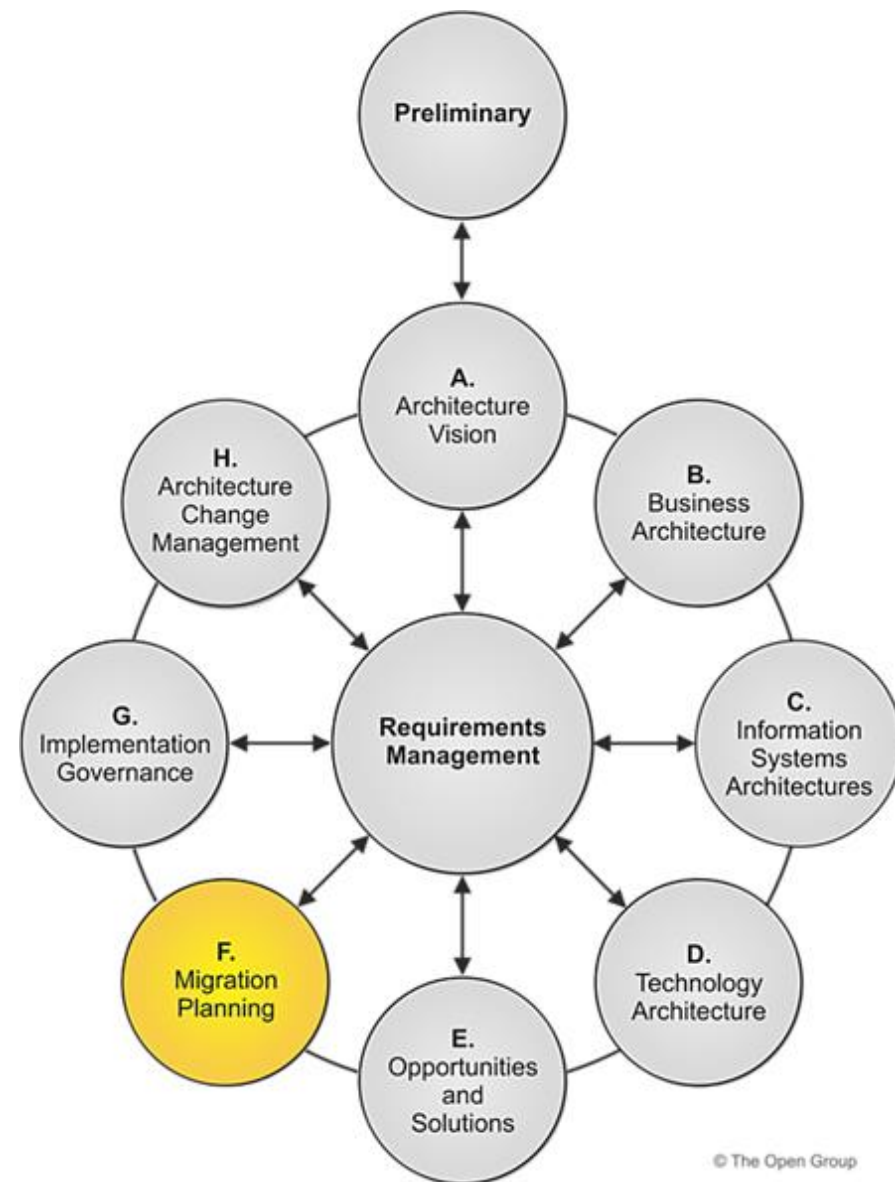 Preliminary
A.
Architecture
Vision
B.
Business
Architecture
C.
Information
Systems
Architectures
D.
Technology
Architecture
E.
Opportunities
and
Solutions
F.
Migration
Planning
G.
Implementation
Governance
H.
Architecture
Change
Management
Requirements
Management
© The Open Group